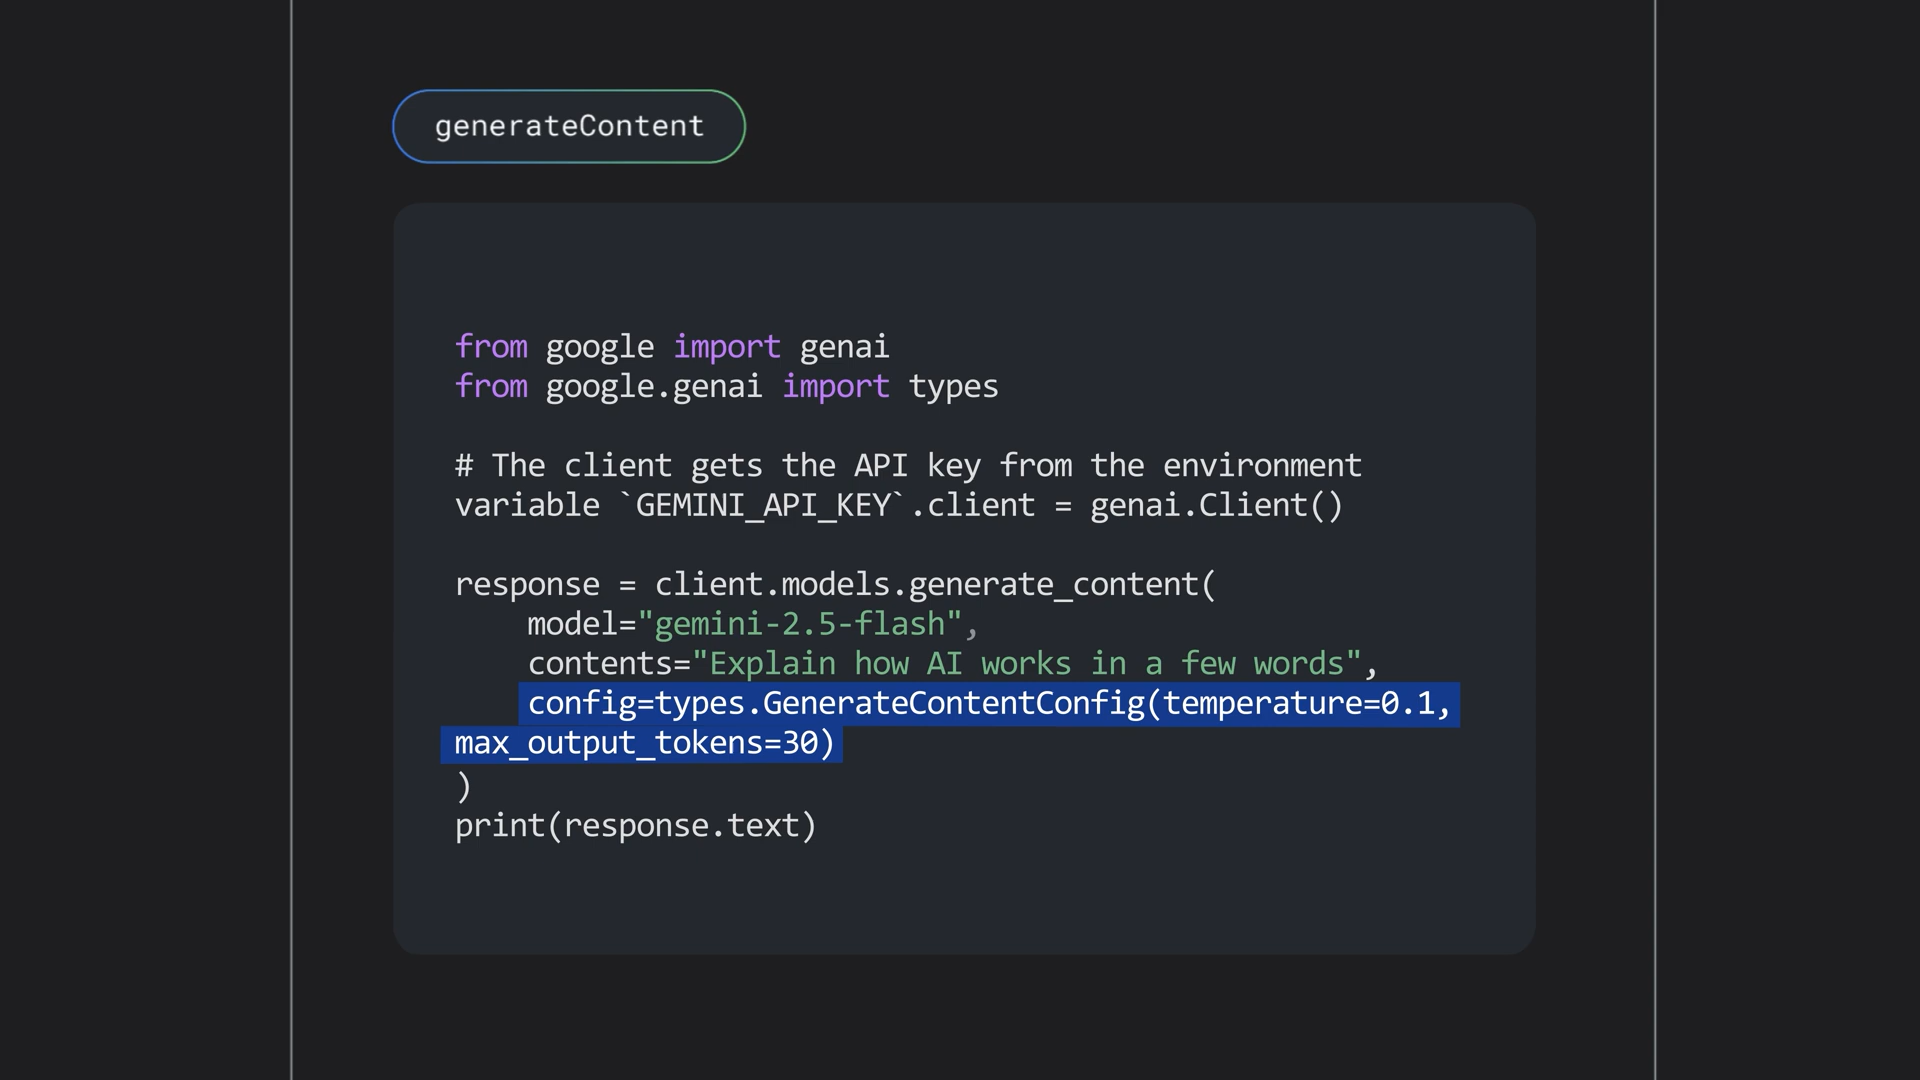 generateContent
from google import genai
from google.genai import types
# The client gets the API key from the environment
variable `GEMINI_API_KEY`.client = genai.Client()
response = client.models.generate_content(
    model="gemini-2.5-flash",
    contents="Explain how AI works in a few words",
    config=types.GenerateContentConfig(temperature=0.1,
max_output_tokens=30)
)
print(response.text)